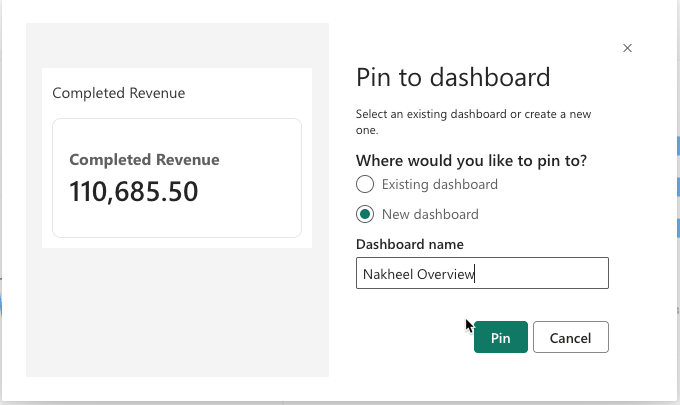 Completed Revenue
Completed Revenue
110,685.50
Pin to dashboard
Select an existing dashboard or create a new
one.
Where would you like to pin to?
Existing dashboard
New dashboard
Dashboard name
Nakheel Overview
Pin
Cancel